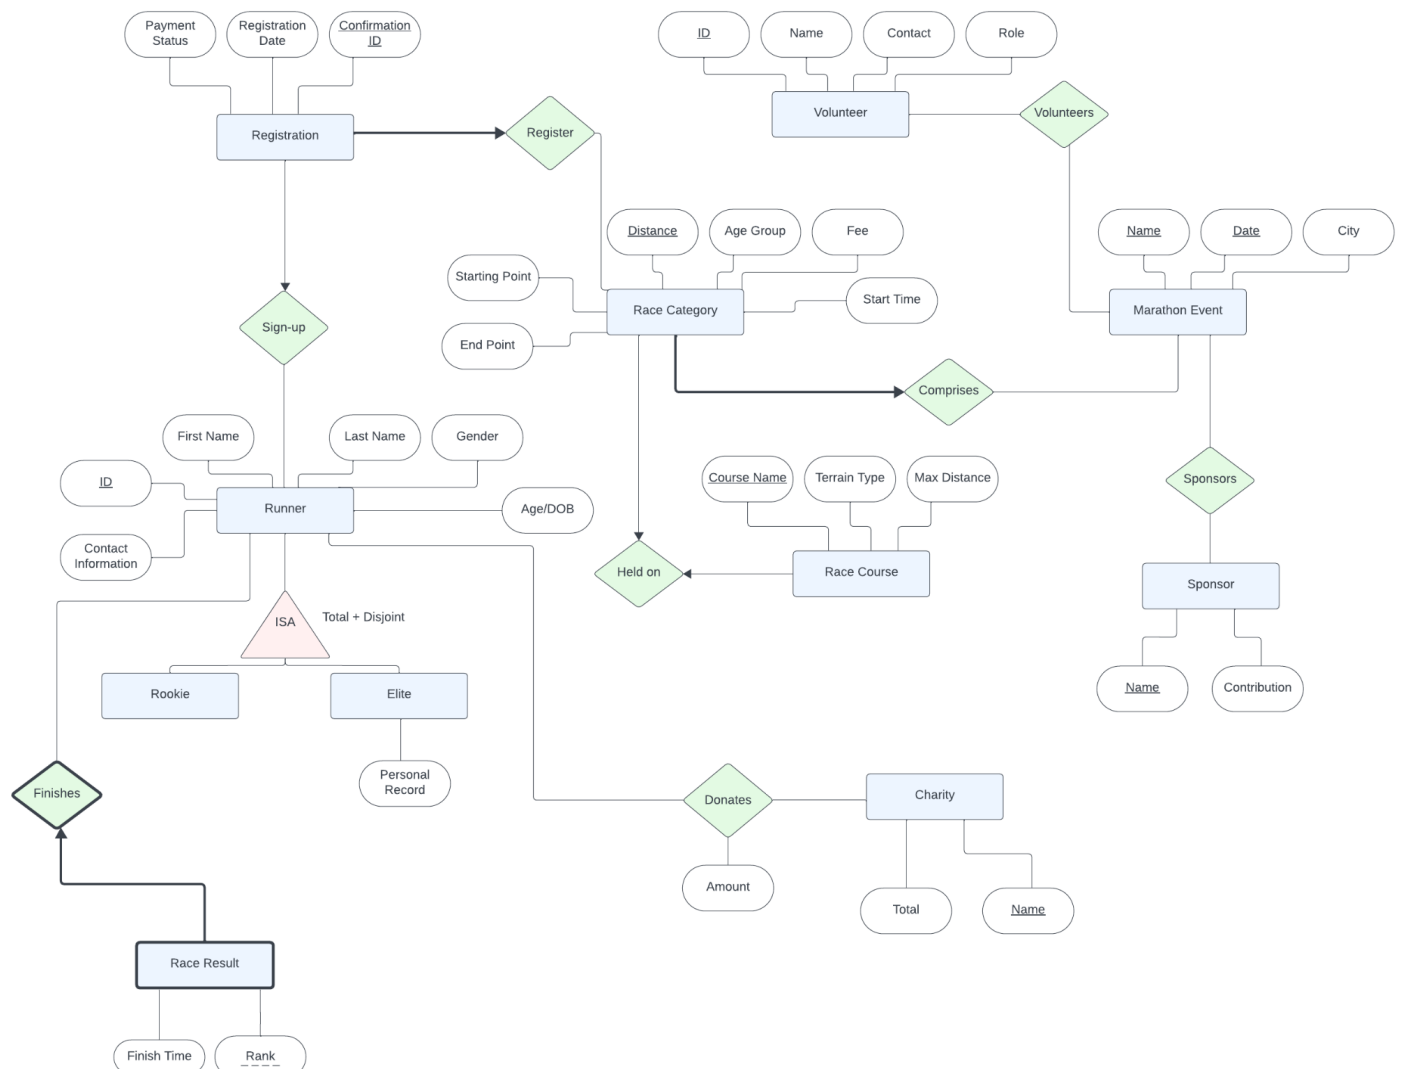 Payment
Status
Registration
Date
Confirmation
ID
ID
Name
Contact
Role
Registration
Register
Volunteer
Volunteers
Distance
Age Group
Fee
Name
Date
City
Starting Point
Start Time
Race Category
Marathon Event
Sign-up
End Point
Comprises
First Name
Last Name
Gender
ID
Course Name
Terrain Type
Max Distance
Sponsors
Runner
Age/DOB
Contact
Information
Held on
Race Course
Sponsor
ISA
Total + Disjoint
Rookie
Elite
Name
Contribution
Personal
Record
Finishes
Donates
Charity
Amount
Total
Name
Race Result
Finish Time
Rank